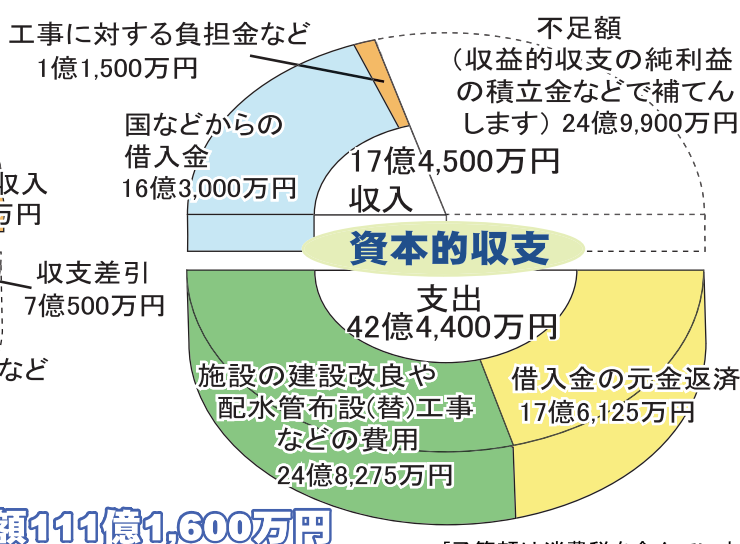 工事に対する負担金など
1億1,500万円
不足額
（収益的収支の純利益
の積立金などで補てん
します）24億9,900万円
国などからの
借入金
16億3,000万円
17億4,500万円
収入
収入
万円
資本的収支
収支差引
7億500万円
支出
42億4,400万円
など
施設の建設改良や
配水管布設(替)工事
などの費用
24億8,275万円
借入金の元金返済
17億6,125万円
額111億1,600万円